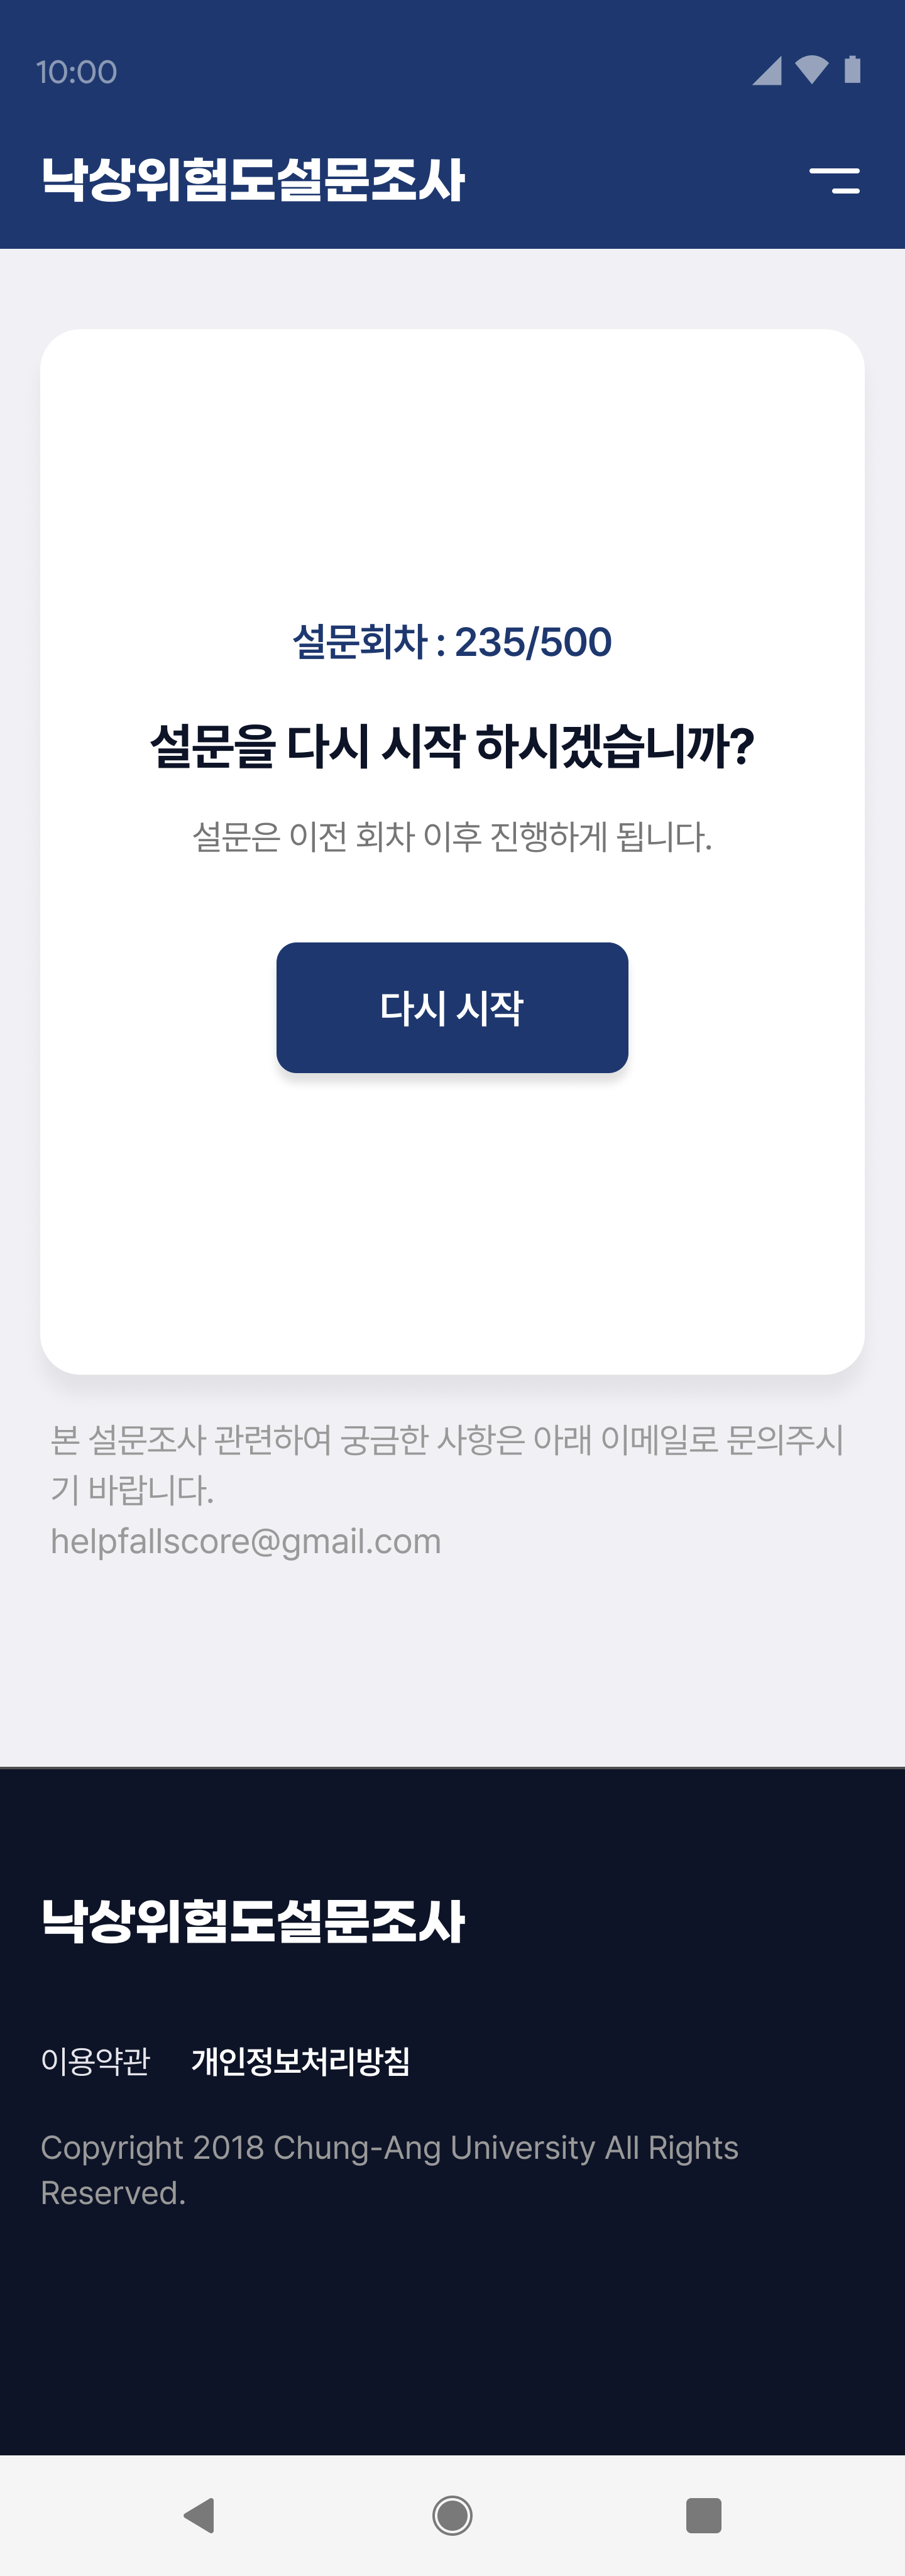 10:00
낙상위험도설문조사
설문회차 : 235/500
설문을 다시 시작 하시겠습니까?
설문은 이전 회차 이후 진행하게 됩니다.
다시 시작
본 설문조사 관련하여 궁금한 사항은 아래 이메일로 문의주시
기 바랍니다.
helpfallscore@gmail.com
낙상위험도설문조사
이용약관 개인정보처리방침
Copyright 2018 Chung-Ang University All Rights
Reserved.